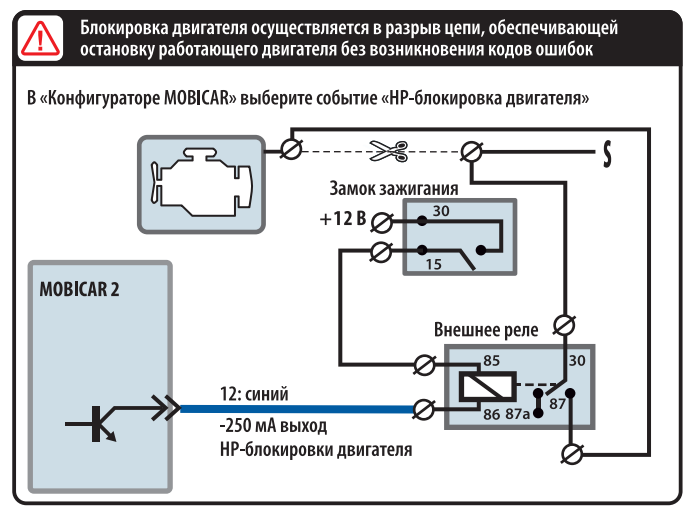 Блокировка двигателя осуществляется в разрыв цепи, обеспечивающей
остановку работающего двигателя без возникновения кодов ошибок
В «Конфигураторе MOBICAR» выберите событие «НР-блокировка двигателя»
S
Замок зажигания
+12 В
30
15
MOBICAR 2
Внешнее реле
85
30
86 87a
87
12: синий
-250 мА выход
НР-блокировки двигателя